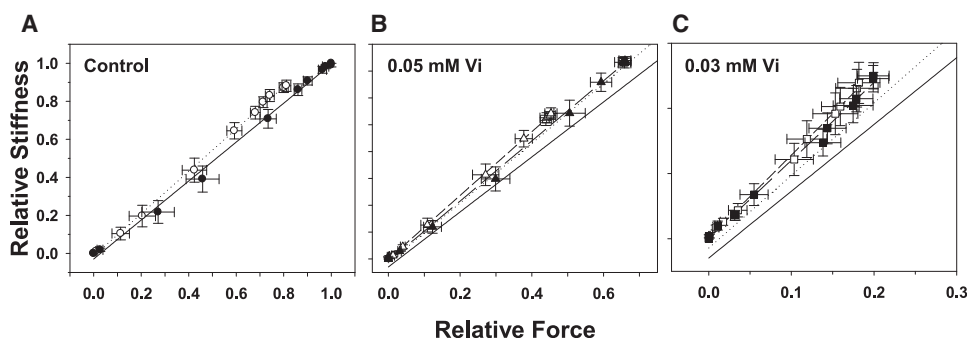 A
B
C
Control
0.05 mM Vi
0.03 mM Vi
Relative Stiffness
1.0
0.8
0.6
0.4
0.2
0.0
0.0 0.2 0.4 0.6 0.8 1.0
0.0 0.2 0.4 0.6
0.0 0.1 0.2 0.3
Relative Force